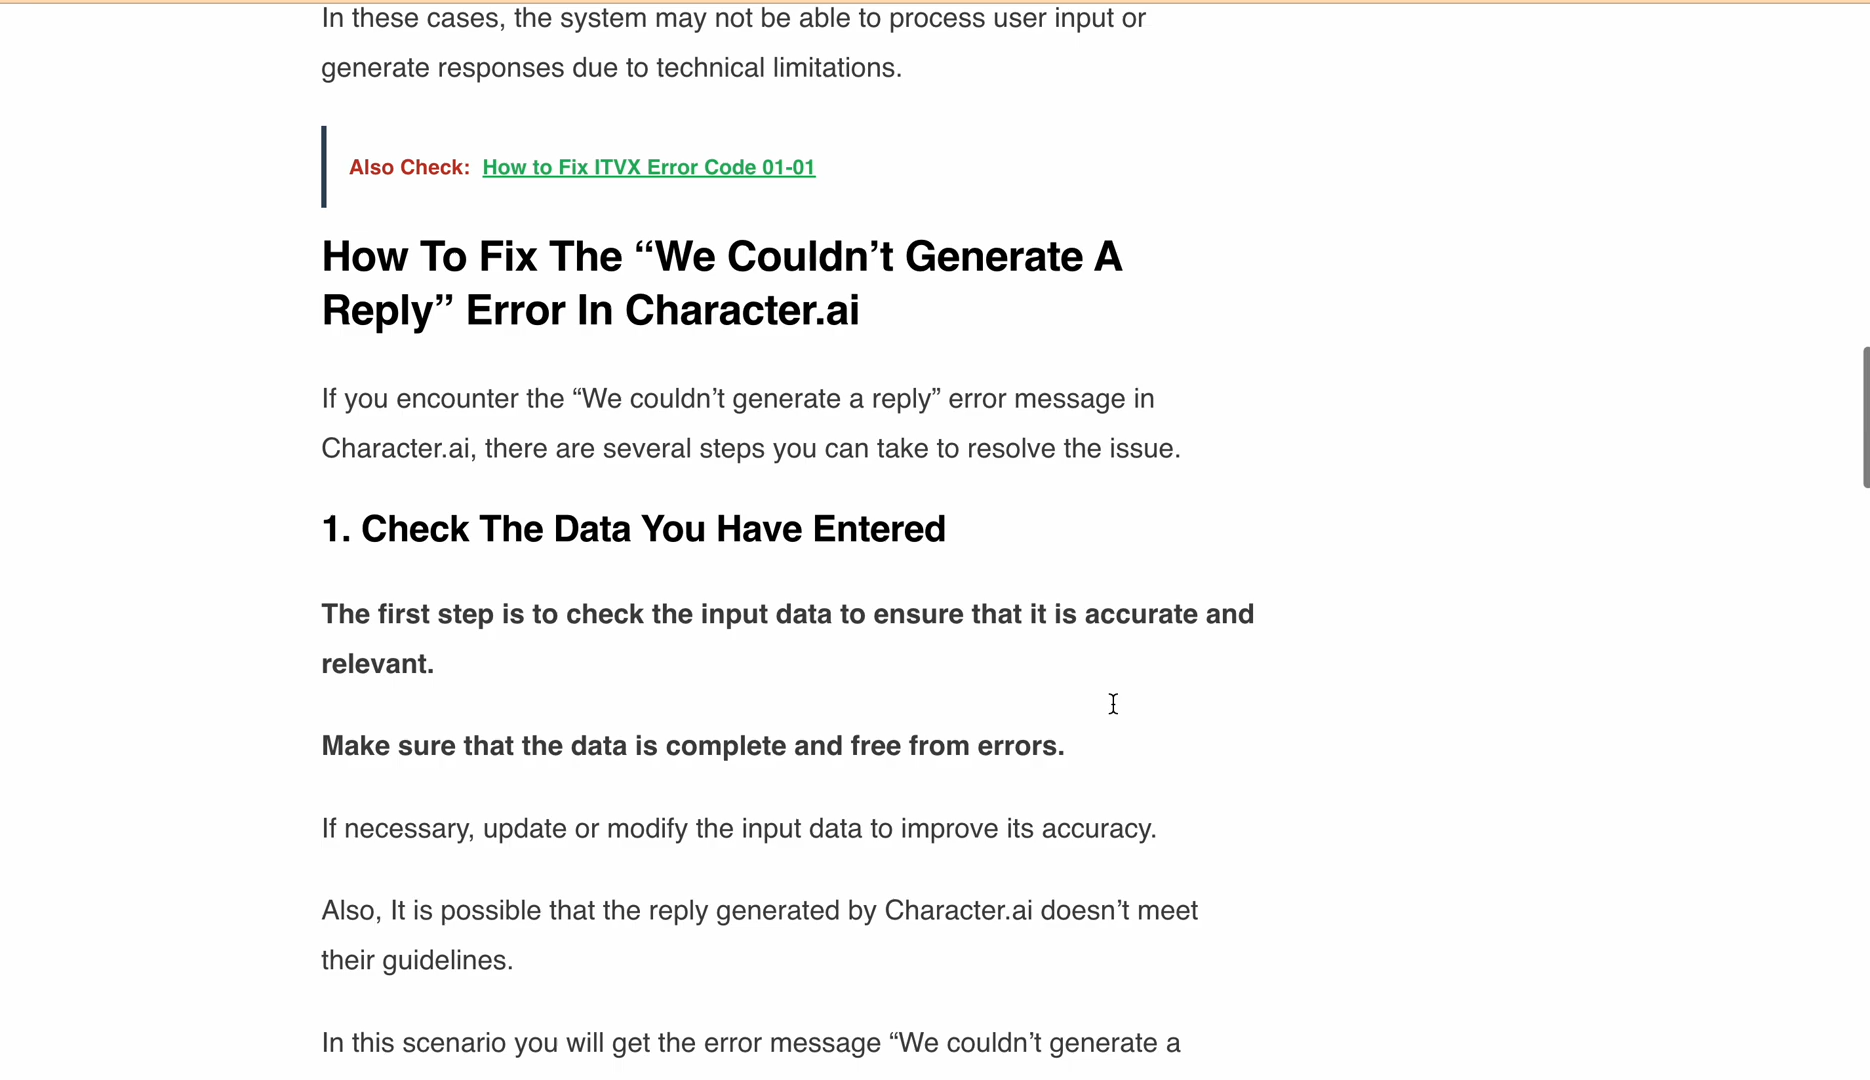 In these cases, the system may not be able to process user input or
generate responses due to technical limitations.
Also Check: How to Fix ITVX Error Code 01-01
How To Fix The “We Couldn’t Generate A
Reply” Error In Character.ai
If you encounter the “We couldn’t generate a reply” error message in
Character.ai, there are several steps you can take to resolve the issue.
1. Check The Data You Have Entered
The first step is to check the input data to ensure that it is accurate and
relevant.
Make sure that the data is complete and free from errors.
If necessary, update or modify the input data to improve its accuracy.
Also, It is possible that the reply generated by Character.ai doesn’t meet
their guidelines.
In this scenario you will get the error message “We couldn’t generate a